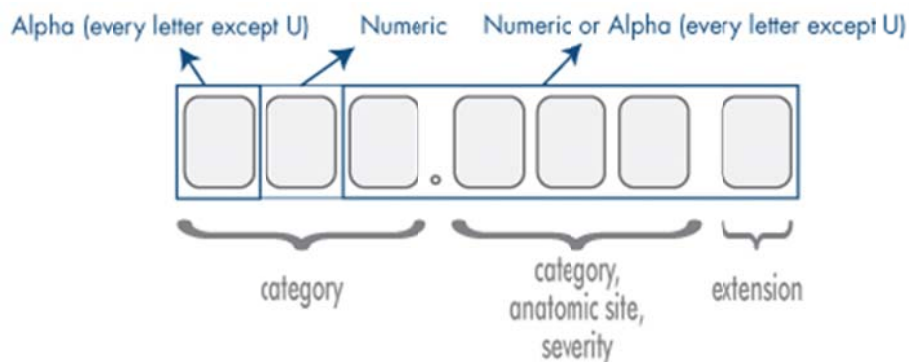 Alpha (every letter except U) Numeric Numeric or Alpha (every letter except U)
.
category
category,
anatomic site,
severity
extension